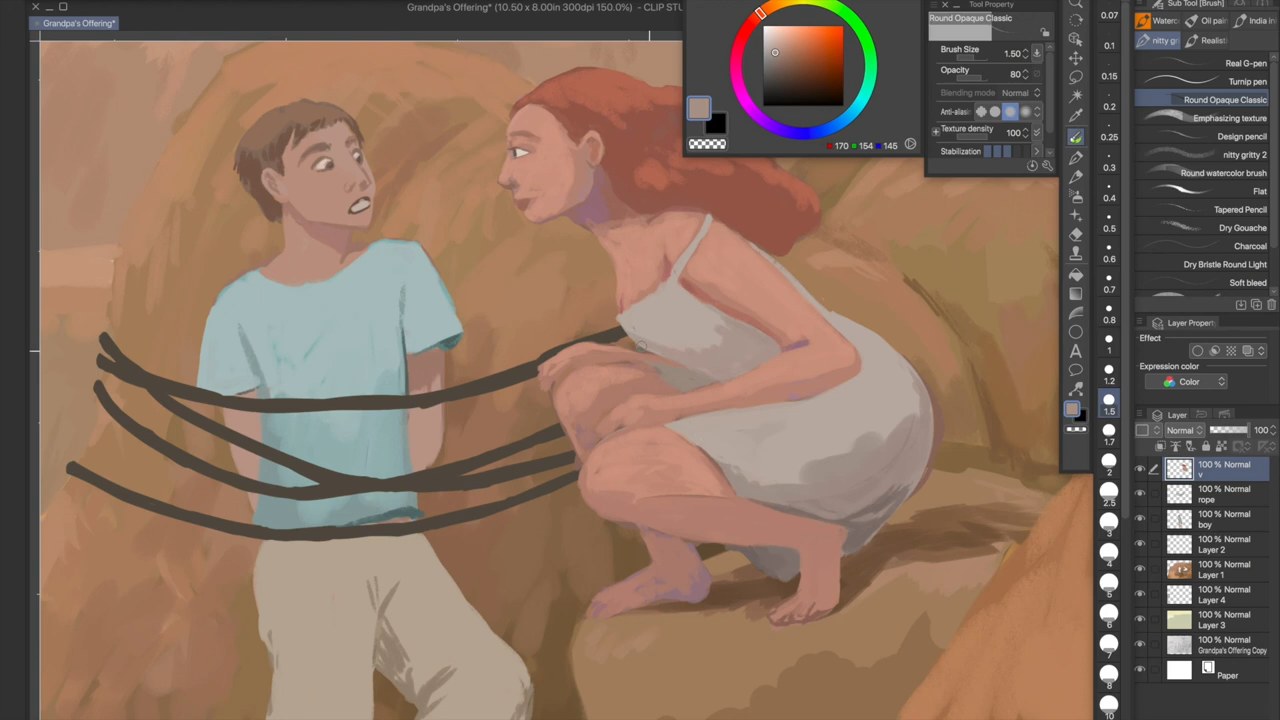 Grandpa's Offering* (10.50 x 8.00in 300dpi 150.0%) - CLIP STU
Grandpa's Offering*
170 154 145
Tool Property
Round Opaque Classic
Brush Size 1.50
Opacity 80
Blending mode Normal
Anti-aliasi
Texture density 100
Stabilization
0.07
0.1
0.15
0.2
0.25
0.3
0.4
0.5
0.6
0.7
0.8
1
1.2
1.5
1.7
2
2.5
3
4
5
6
7
8
10
Sub Tool [Brush]
Waterc
Oil pain
India in
nitty gri
Realist
Real G-pen
Turnip pen
Round Opaque Classic
Emphasizing texture
Design pencil
nitty gritty 2
Round watercolor brush
Flat
Tapered Pencil
Dry Gouache
Charcoal
Dry Bristle Round Light
Soft bleed
Layer Property
Effect
Expression color
Color
Layer
Normal 100
100 % Normal
v
100 % Normal
rope
100 % Normal
boy
100 % Normal
Layer 2
100 % Normal
Layer 1
100 % Normal
Layer 4
100 % Normal
Layer 3
100 % Normal
Grandpa's Offering Copy
Paper